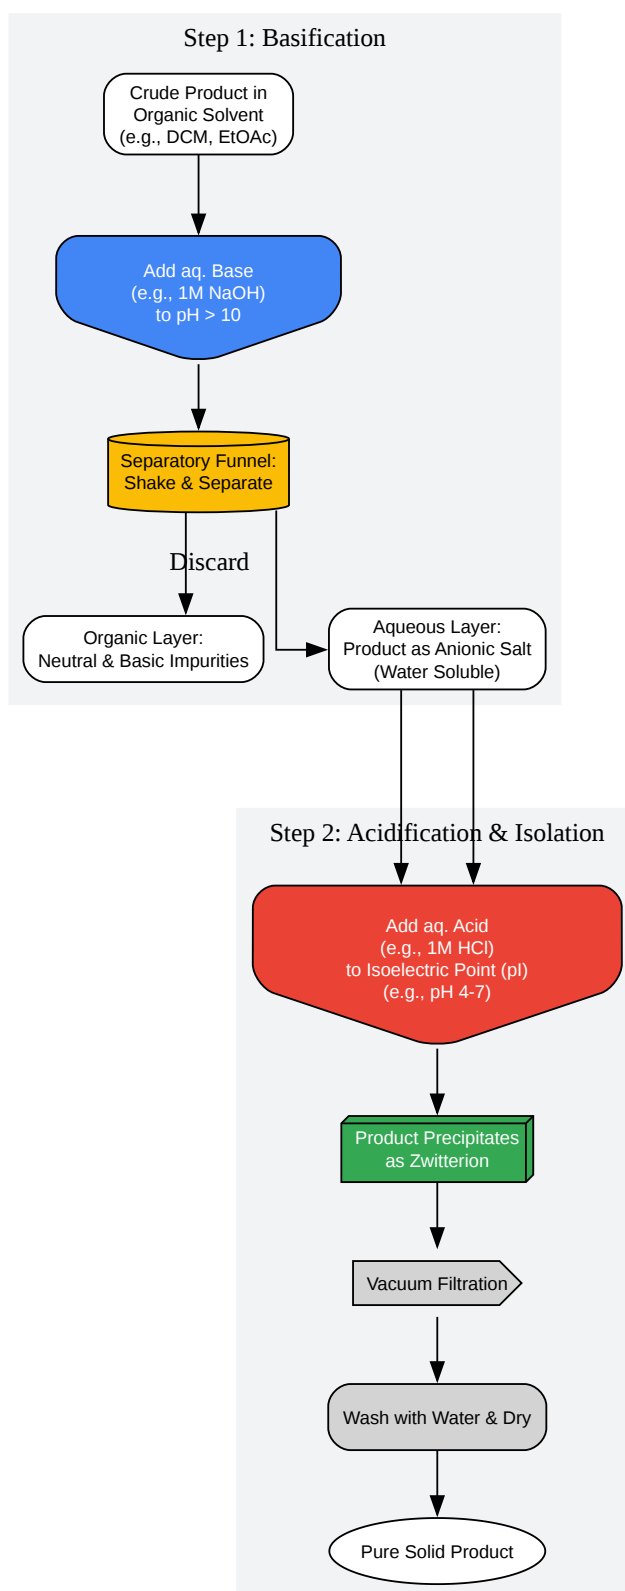 Step 1: Basification
Crude Product in
Organic Solvent
(e.g., DCM, EtOAc)
Add aq. Base
(e.g., 1M NaOH)
to pH > 10
Separatory Funnel:
Shake & Separate
Discard
Organic Layer:
Neutral & Basic Impurities
Aqueous Layer:
Product as Anionic Salt
(Water Soluble)
Step 2: Acidification & Isolation
Add aq. Acid
(e.g., 1M HCl)
to Isoelectric Point (pI)
(e.g., pH 4-7)
Product Precipitates
as Zwitterion
Vacuum Filtration
Wash with Water & Dry
Pure Solid Product